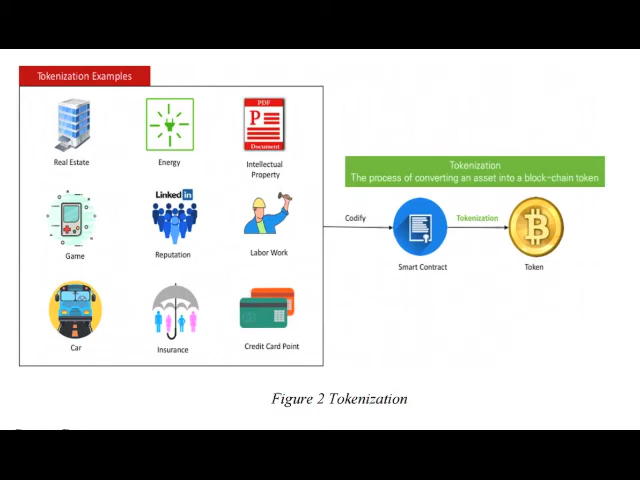 Tokenization Examples
Real Estate
Energy
PDF
Document
Intellectual
Property
Game
Linked in
Reputation
Labor Work
Car
Insurance
Credit Card Point
Codify
Tokenization
The process of converting an asset into a block-chain token
Smart Contract
Tokenization
Token
Figure 2 Tokenization